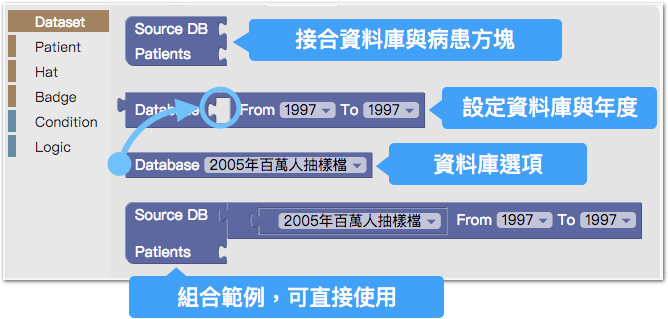 Dataset
Patient
Hat
Badge
Condition
Logic
Source DB
Patients
接合資料庫與病患方塊
Database From 1997 To 1997
設定資料庫與年度
Database 2005年百萬人抽樣檔
資料庫選項
Source DB 2005年百萬人抽樣檔 From 1997 To 1997
Patients
組合範例，可直接使用